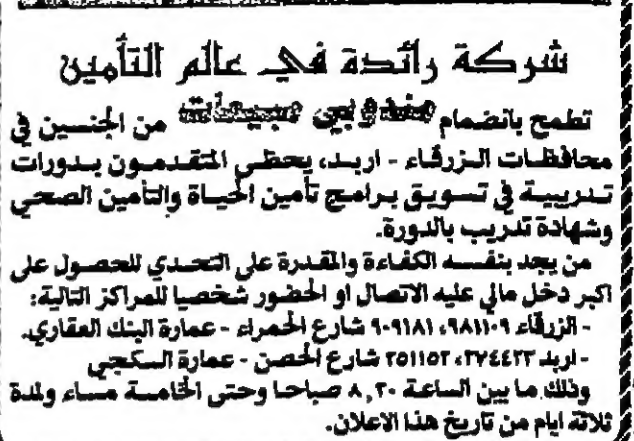 شركة رائدة في عالم التأمين
تطمح بانضمام مندوبين مبيعات من الجنسين في
محافظات الزرقاء - اربد، يحظى المتقدمون بدورات
تدريبية في تسويق برامج تأمين الحياة والتأمين الصحي
وشهادة تدريب بالدورة.
من يجد بنفسه الكفاءة والمقدرة على التحدي للحصول على
اكبر دخل مالي عليه الاتصال او الحضور شخصيا للمراكز التالية:
- الزرقاء ٩٨١١٠٩، ٩٠٩١٨١ شارع الحمراء - عمارة البنك العقاري.
- اربد ٢٧٤٤٢٣، ٢٥١١٥٢ شارع الحصن - عمارة السكجي
وذلك ما بين الساعة ٨,٣٠ صباحا وحتى الخامسة مساء ولمدة
ثلاثة ايام من تاريخ هذا الاعلان.